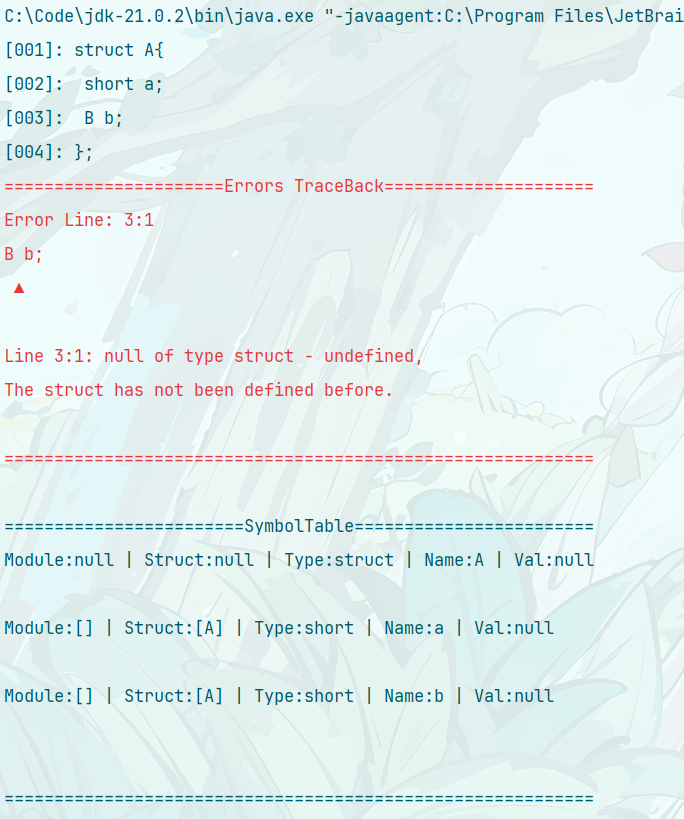 C:\Code\jdk-21.0.2\bin\java.exe "-javaagent:C:\Program Files\JetBrai
[001]: struct A{
[002]:  short a;
[003]:  B b;
[004]: };
======================Errors TraceBack=====================
Error Line: 3:1
B b;
▲
Line 3:1: null of type struct - undefined,
The struct has not been defined before.
===========================================================
========================SymbolTable========================
Module:null | Struct:null | Type:struct | Name:A | Val:null
Module:[] | Struct:[A] | Type:short | Name:a | Val:null
Module:[] | Struct:[A] | Type:short | Name:b | Val:null
===========================================================